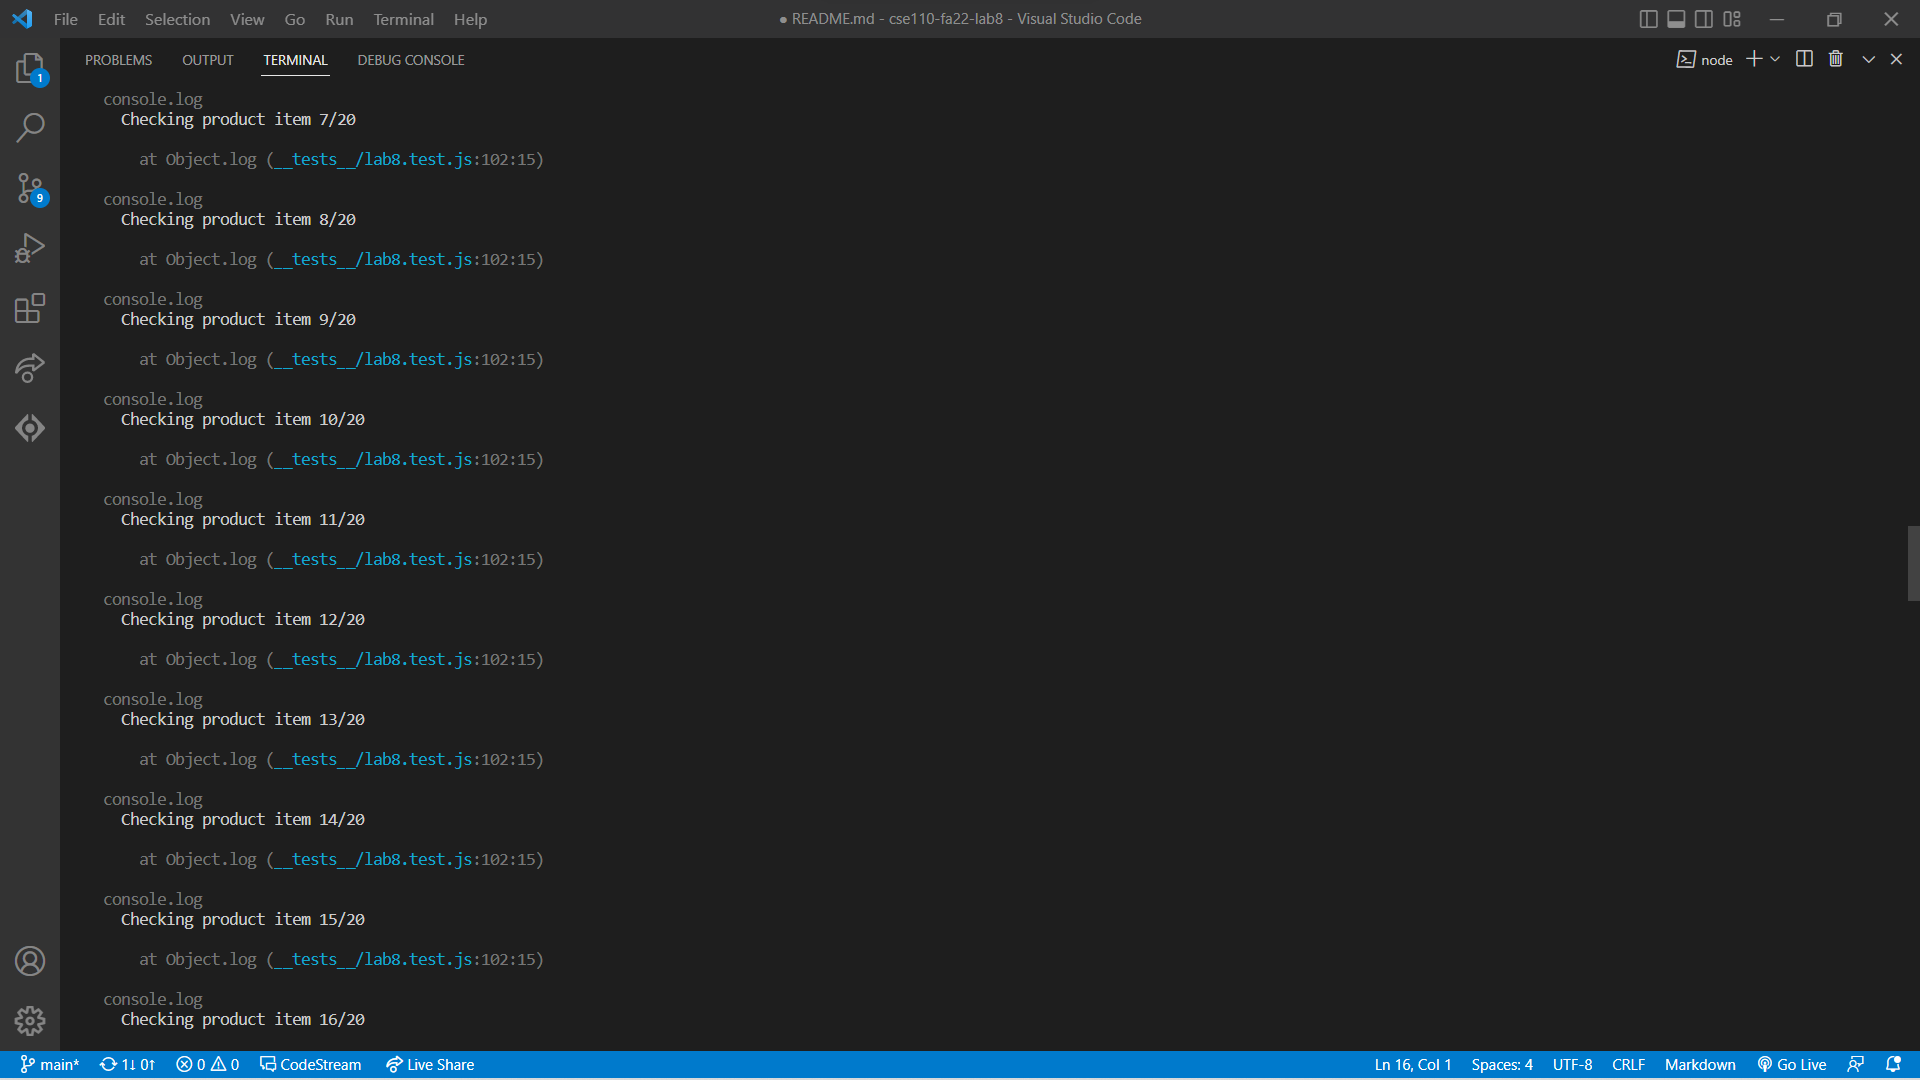 File Edit Selection View Go Run Terminal Help
● README.md - cse110-fa22-lab8 - Visual Studio Code
PROBLEMS OUTPUT TERMINAL DEBUG CONSOLE
node
1
9
console.log
Checking product item 7/20
at Object.log (__tests__/lab8.test.js:102:15)
console.log
Checking product item 8/20
at Object.log (__tests__/lab8.test.js:102:15)
console.log
Checking product item 9/20
at Object.log (__tests__/lab8.test.js:102:15)
console.log
Checking product item 10/20
at Object.log (__tests__/lab8.test.js:102:15)
console.log
Checking product item 11/20
at Object.log (__tests__/lab8.test.js:102:15)
console.log
Checking product item 12/20
at Object.log (__tests__/lab8.test.js:102:15)
console.log
Checking product item 13/20
at Object.log (__tests__/lab8.test.js:102:15)
console.log
Checking product item 14/20
at Object.log (__tests__/lab8.test.js:102:15)
console.log
Checking product item 15/20
at Object.log (__tests__/lab8.test.js:102:15)
console.log
Checking product item 16/20
main* 1↓ 0↑ 0 0 CodeStream Live Share Ln 16, Col 1 Spaces: 4 UTF-8 CRLF Markdown Go Live